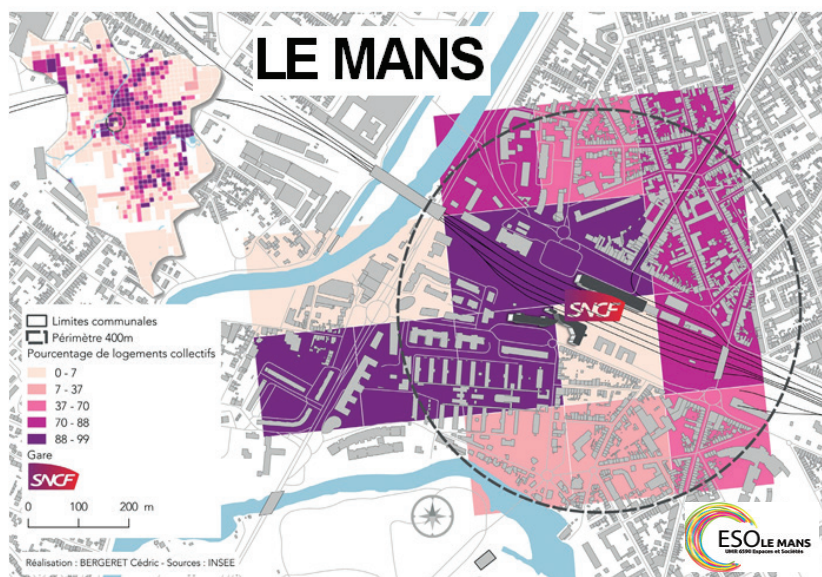 LE MANS
SNCF
Limites communales
Périmètre 400m
Pourcentage de logements collectifs
0 - 7
7 - 37
37 - 70
70 - 88
88 - 99
Gare
SNCF
0 100 200 m
Réalisation : BERGERET Cédric - Sources : INSEE
ESO LE MANS
UMR 6590 Espaces et Sociétés